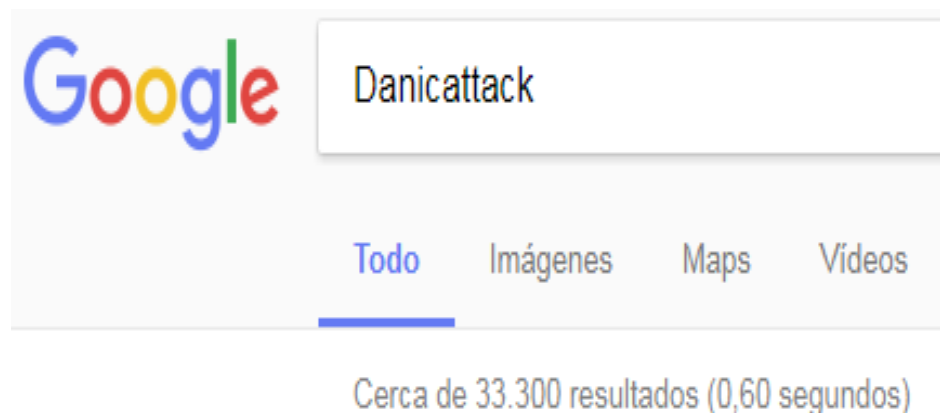 Google
Danicattack
Todo Imágenes Maps Vídeos
Cerca de 33.300 resultados (0,60 segundos)